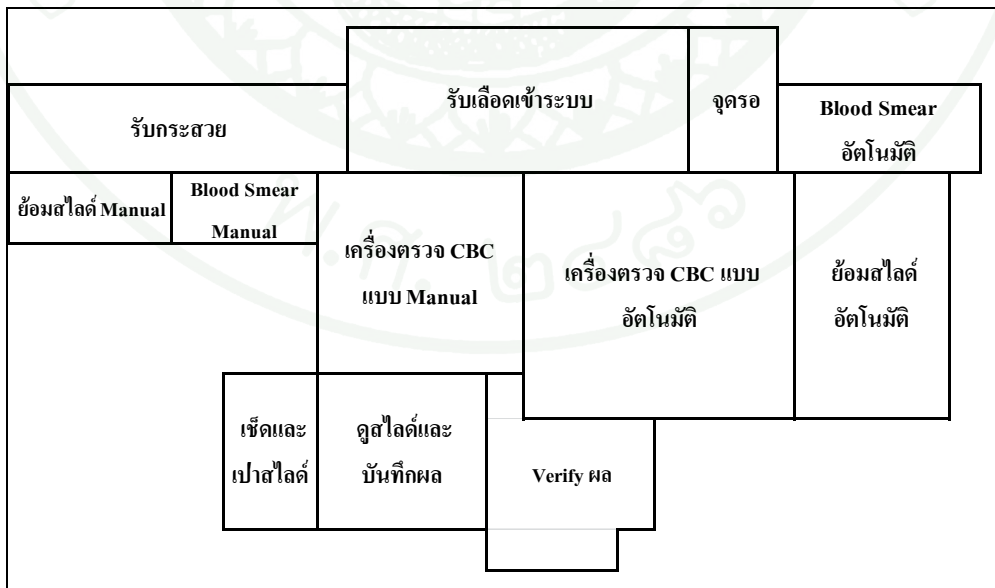 รับเลือดเข้าระบบ
จุดรอ
รับกระสวย
Blood Smear
อัตโนมัติ
ย้อมสไลด์ Manual
Blood Smear
Manual
เครื่องตรวจ CBC
แบบ Manual
เครื่องตรวจ CBC แบบ
อัตโนมัติ
ย้อมสไลด์
อัตโนมัติ
เช็ดและ
เป่าสไลด์
ดูสไลด์และ
บันทึกผล
Verify ผล
พ.ศ. ๒๔๘๖